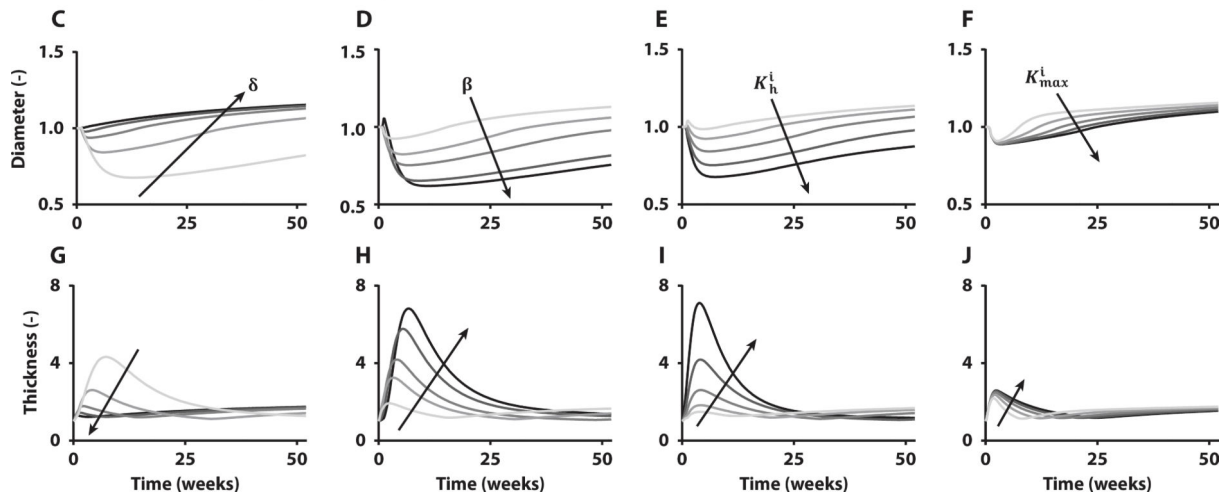 C D E F
Diameter (-)
1.5 1.5 1.5 1.5
δ β K_h^i K_max^i
1.0 1.0 1.0 1.0
0.5 0.5 0.5 0.5
0 25 50 0 25 50 0 25 50 0 25 50
G H I J
Thickness (-)
8 8 8 8
4 4 4 4
0 0 0 0
0 25 50 0 25 50 0 25 50 0 25 50
Time (weeks) Time (weeks) Time (weeks) Time (weeks)